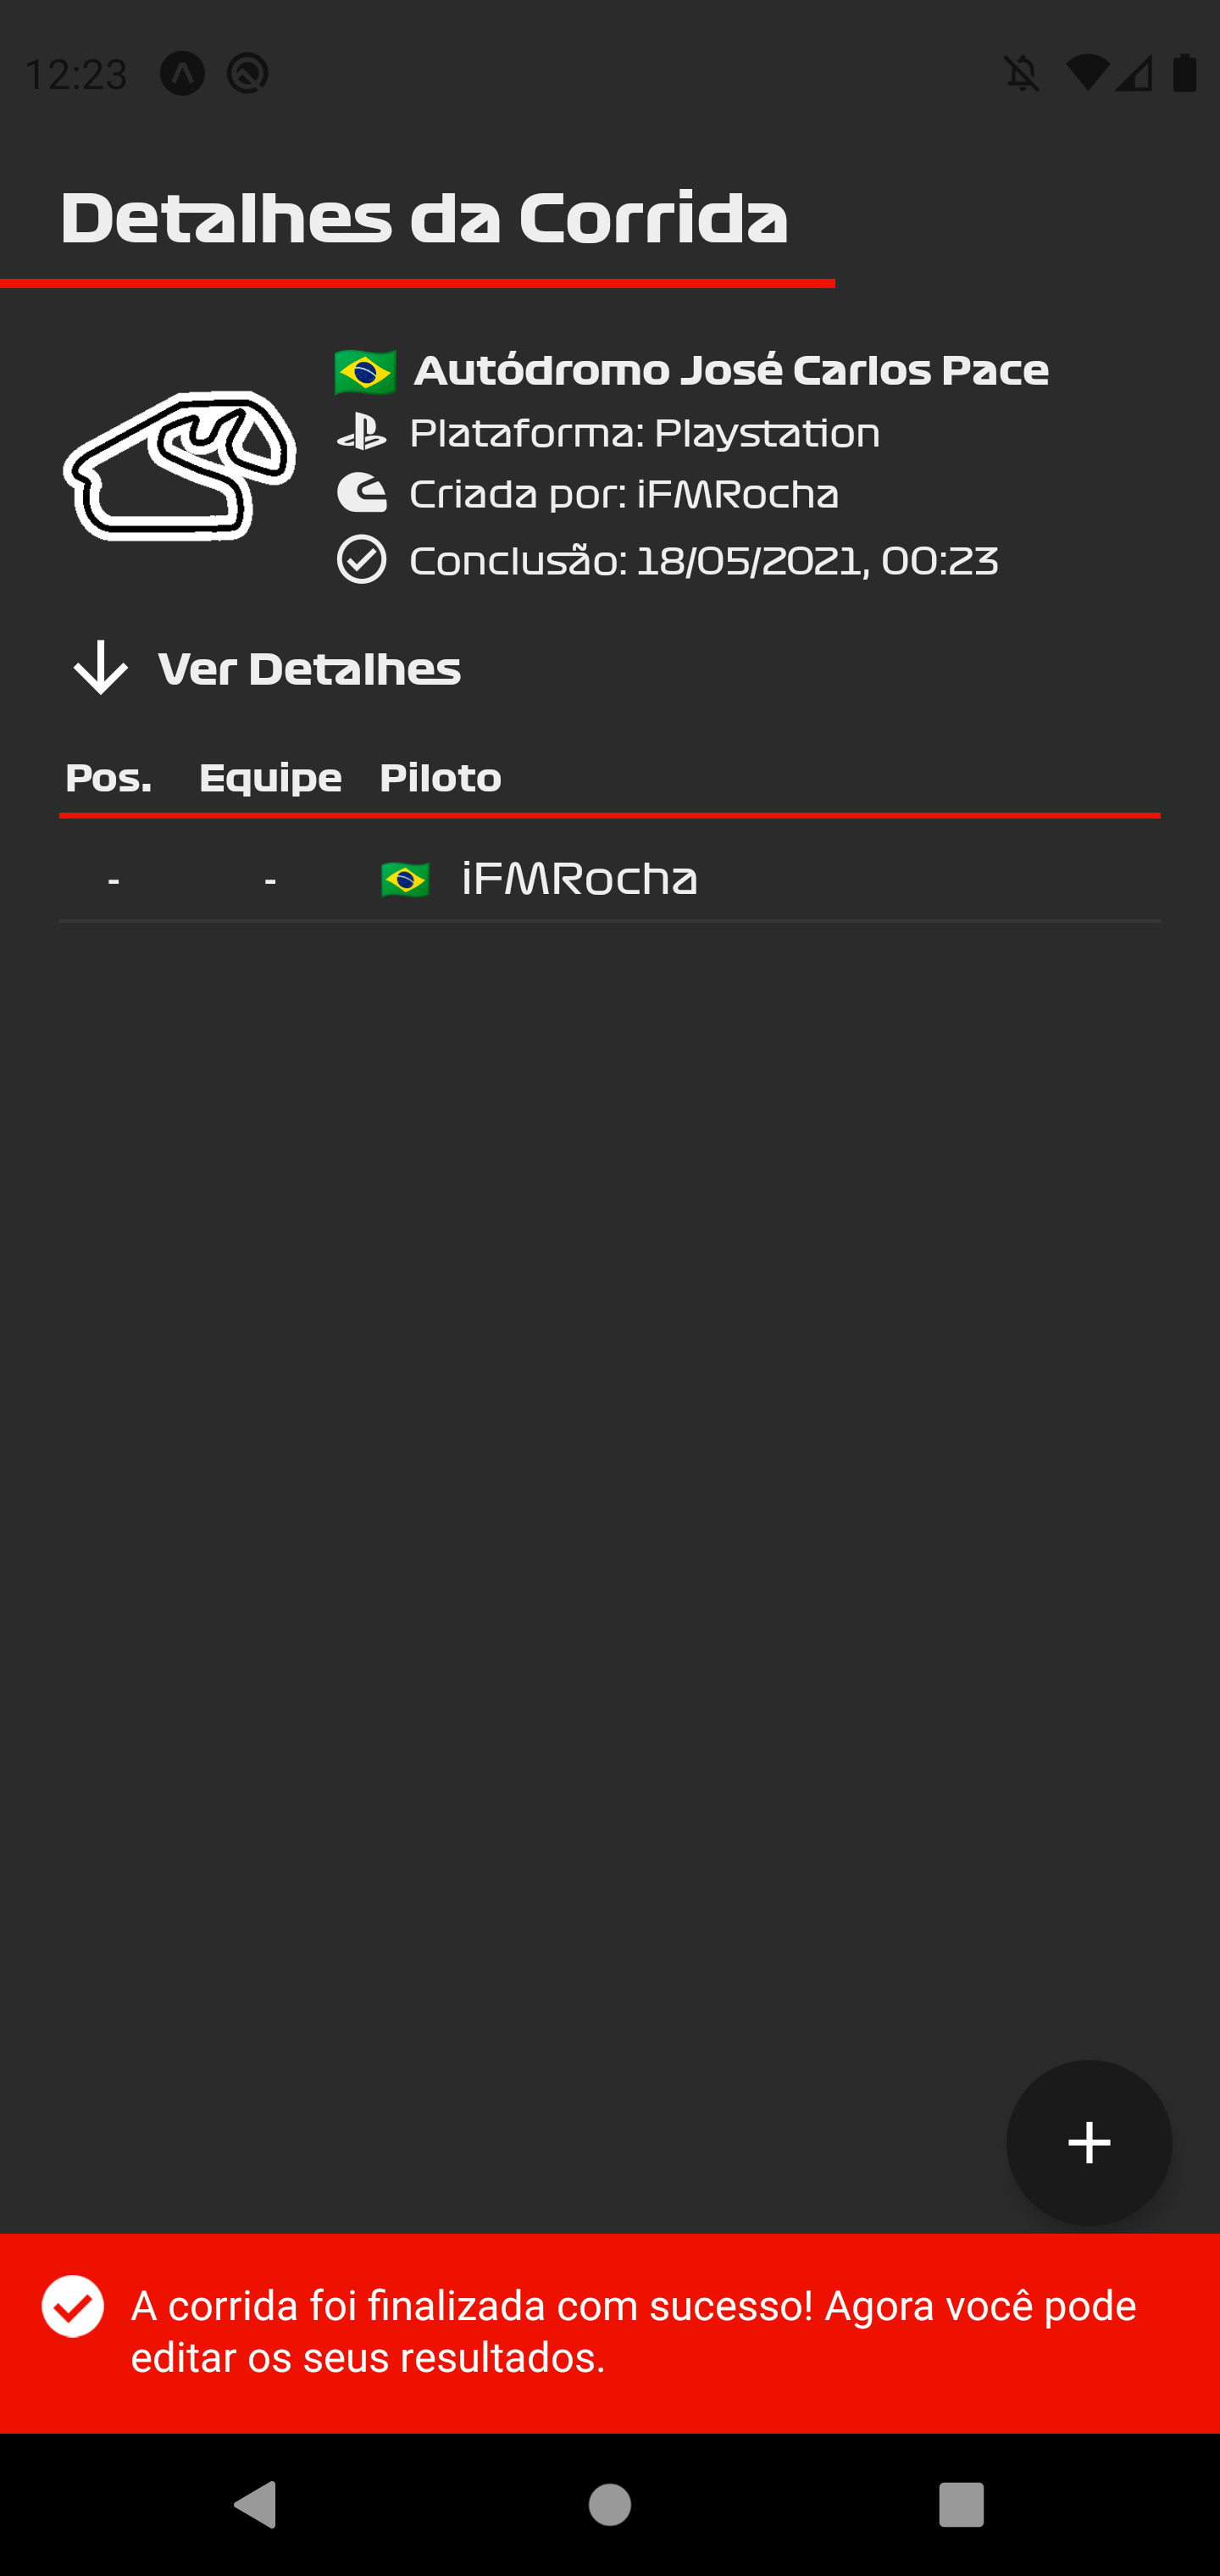 12:23
Detalhes da Corrida
Autódromo José Carlos Pace
Plataforma: Playstation
Criada por: iFMRocha
Conclusão: 18/05/2021, 00:23
Ver Detalhes
Pos. Equipe Piloto
- - iFMRocha
A corrida foi finalizada com sucesso! Agora você pode
editar os seus resultados.